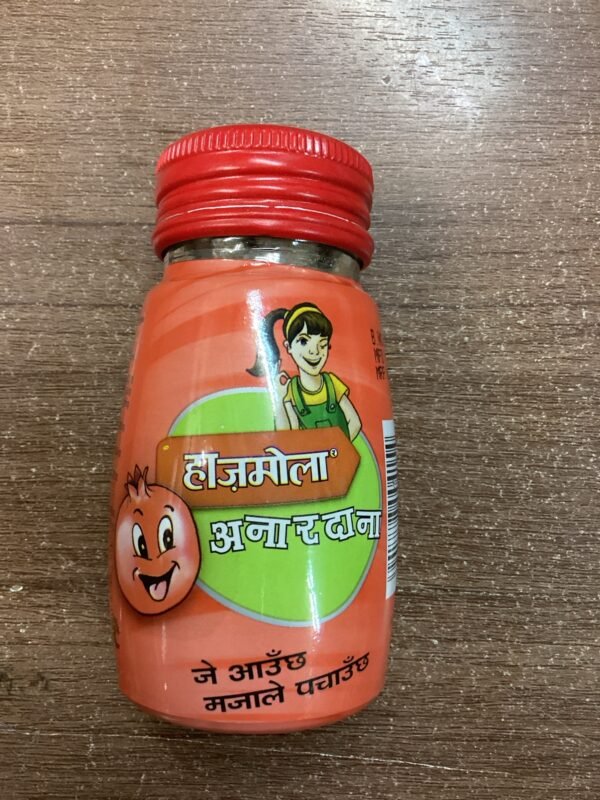 हाज़मोला
अनारदाना
जे आउँछ
मजाले पचाउँछ